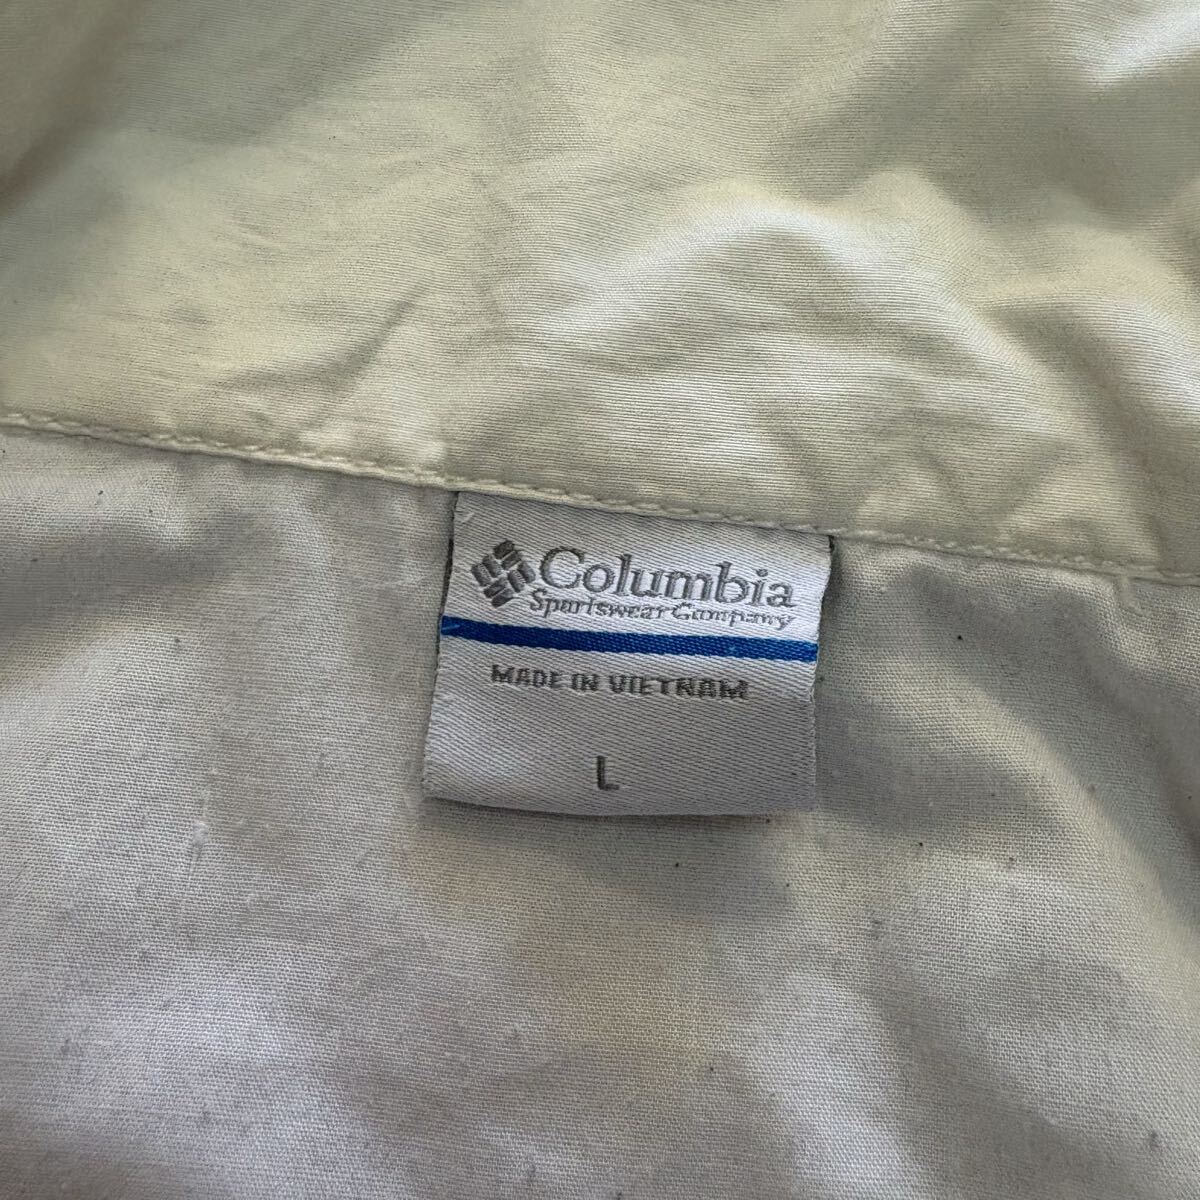 Columbia
Sportswear Company
MADE IN VIETNAM
L